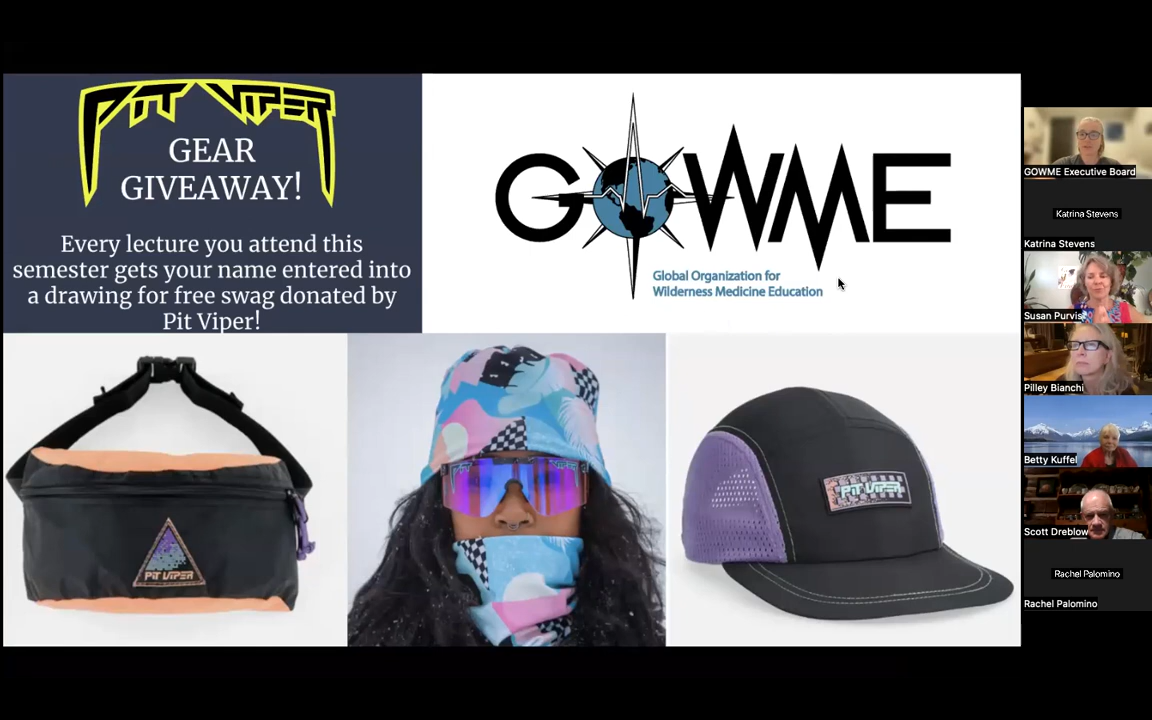 PIT VIPER
GEAR
GIVEAWAY!
Every lecture you attend this
semester gets your name entered into
a drawing for free swag donated by
Pit Viper!
GOWME
Global Organization for
Wilderness Medicine Education
PIT VIPER
PIT VIPER
GOWME Executive Board
Katrina Stevens
Katrina Stevens
Susan Purvis
Pilley Bianchi
Betty Kuffel
Scott Dreblow
Rachel Palomino
Rachel Palomino